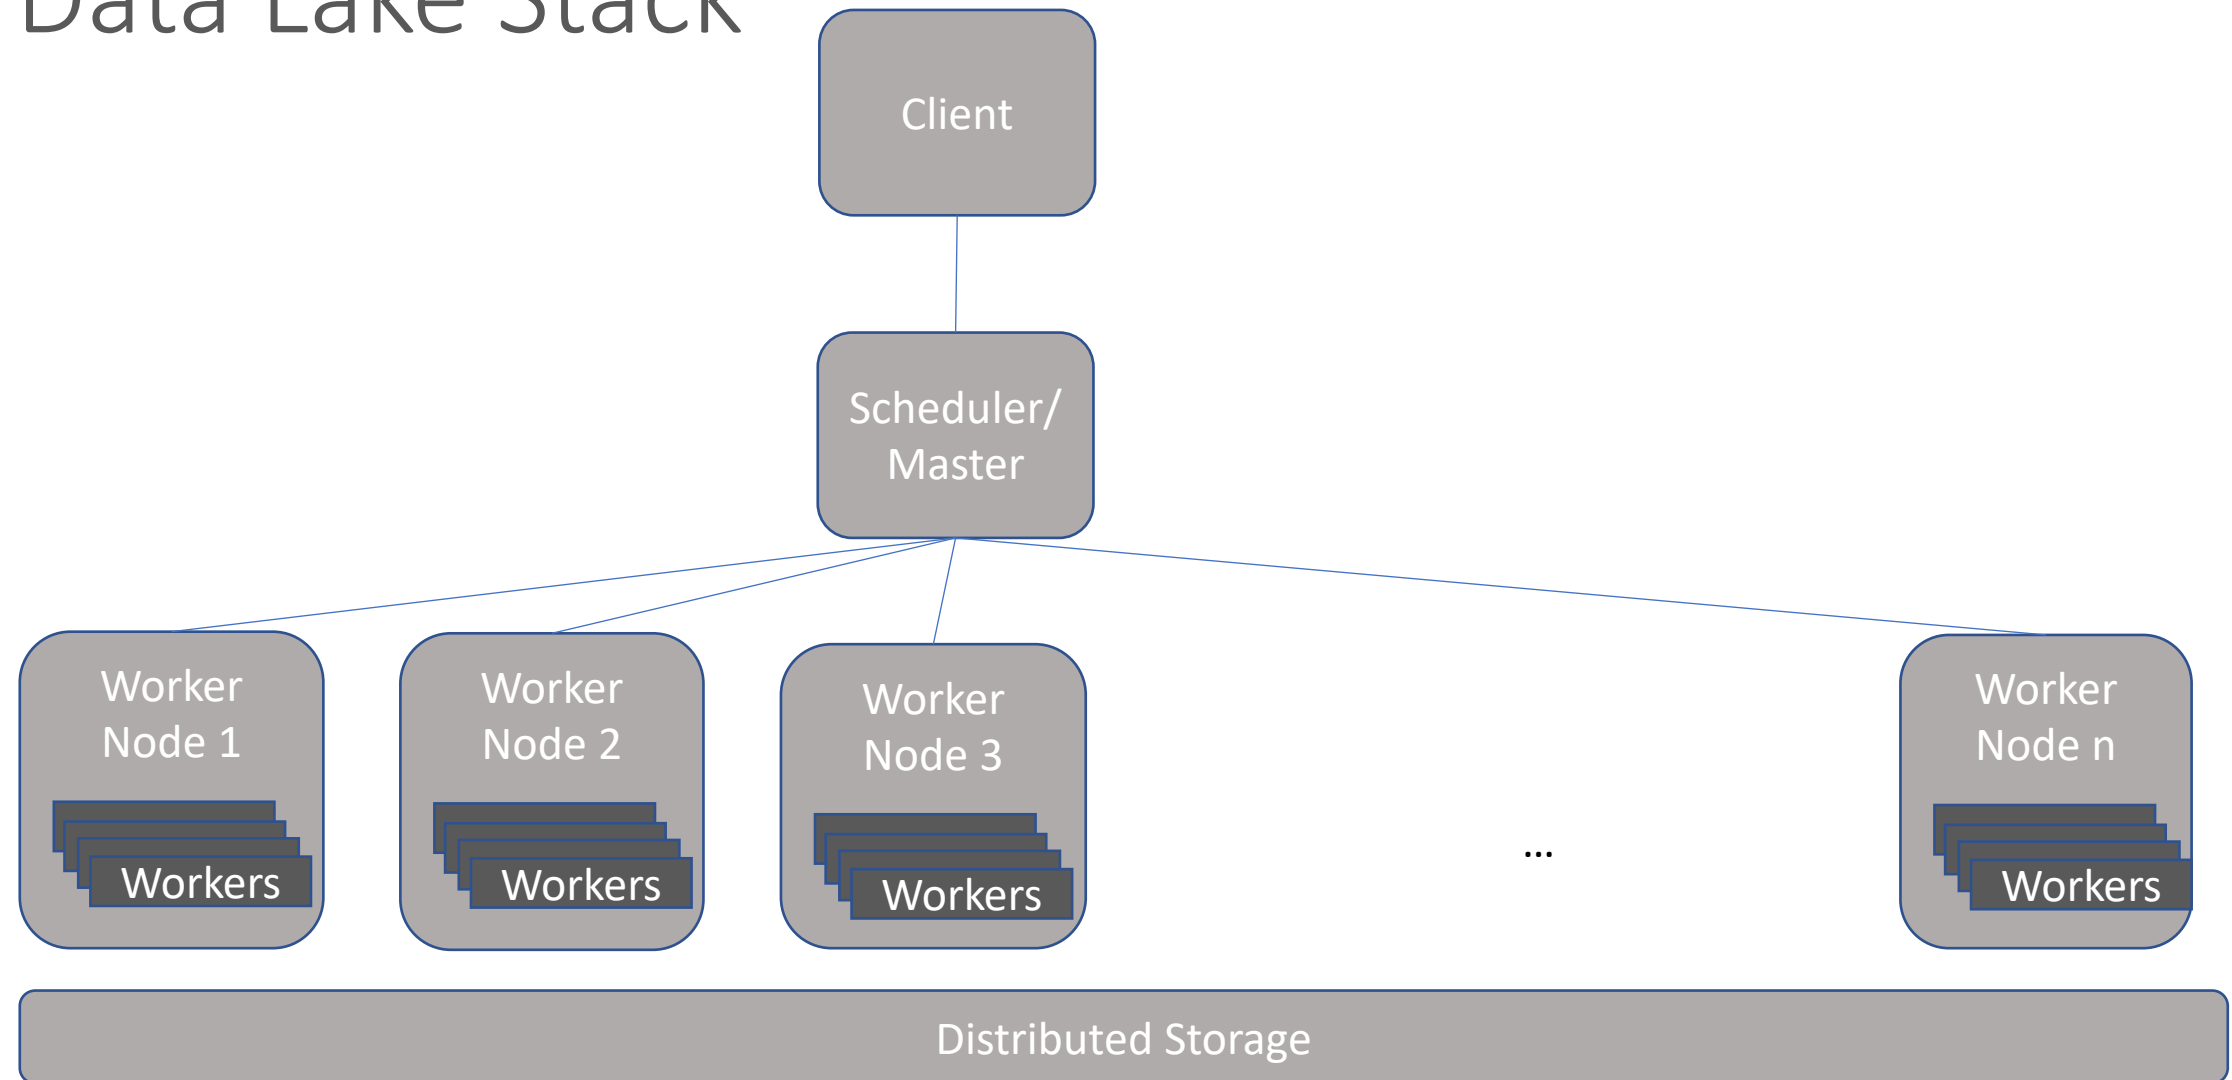 Data Lake Stack
Client
Scheduler/
Master
Worker
Node 1
Workers
Worker
Node 2
Workers
Worker
Node 3
Workers
...
Worker
Node n
Workers
Distributed Storage